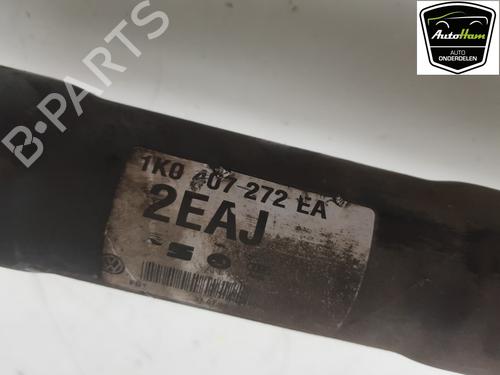 AutoHam
AUTO
ONDERDELEN
B-PARTS
1K0 407 272 EA
2EAJ